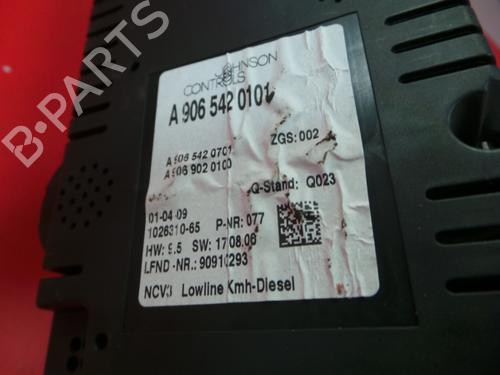 JOHNSON
CONTROLS
A 906 542 0101
ZGS: 002
A 906 542 0701
A 906 902 0100
Q-Stand: Q023
01-04-09
1026310-65 P-NR: 077
HW: 9.5 SW: 17.08.06
LFND -NR.: 90910293
NCV3 Lowline Kmh-Diesel
B-PARTS